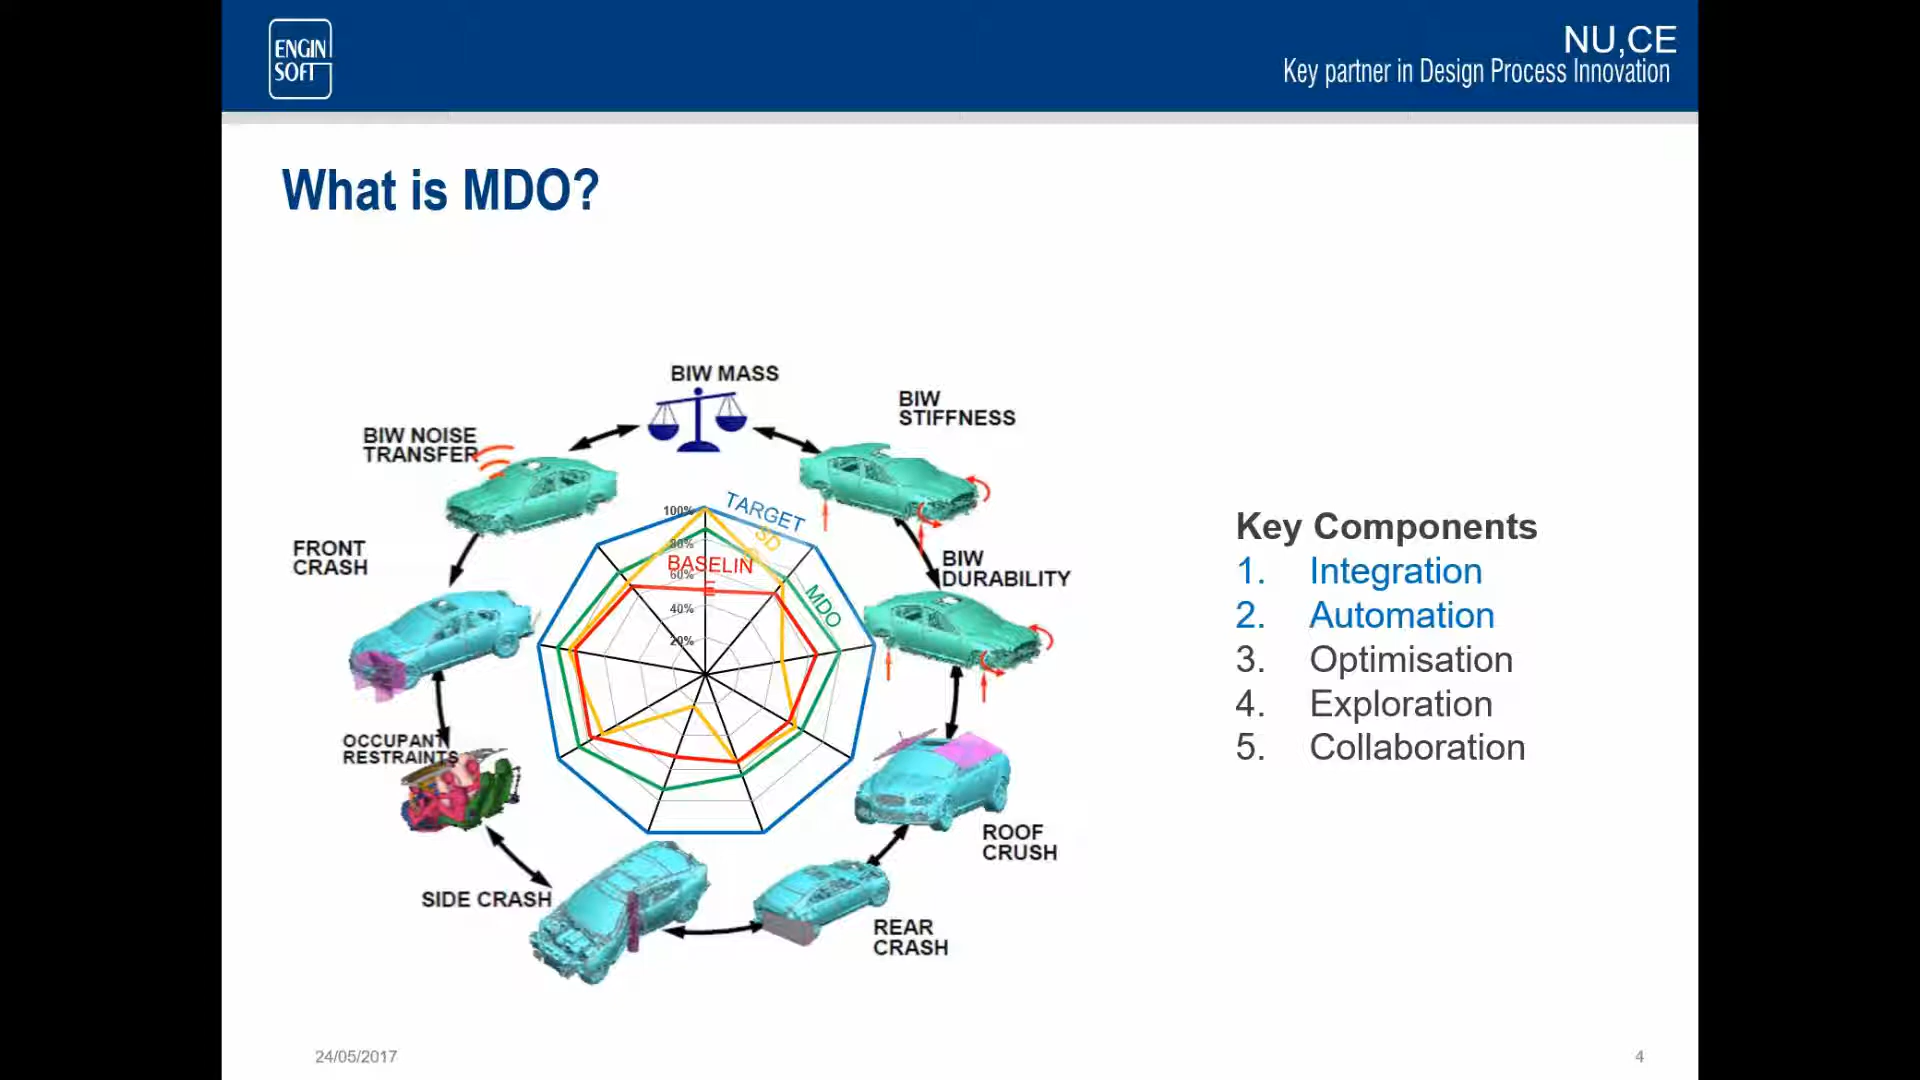 ENGIN
SOFT
NU,CE
Key partner in Design Process Innovation
What is MDO?
BIW MASS
BIW
STIFFNESS
BIW NOISE
TRANSFER
FRONT
CRASH
BIW
DURABILITY
OCCUPANT
RESTRAINTS
ROOF
CRUSH
SIDE CRASH
REAR
CRASH
TARGET
SD
BASELIN
E
MDO
100%
80%
60%
40%
20%
Key Components
1. Integration
2. Automation
3. Optimisation
4. Exploration
5. Collaboration
24/05/2017
4